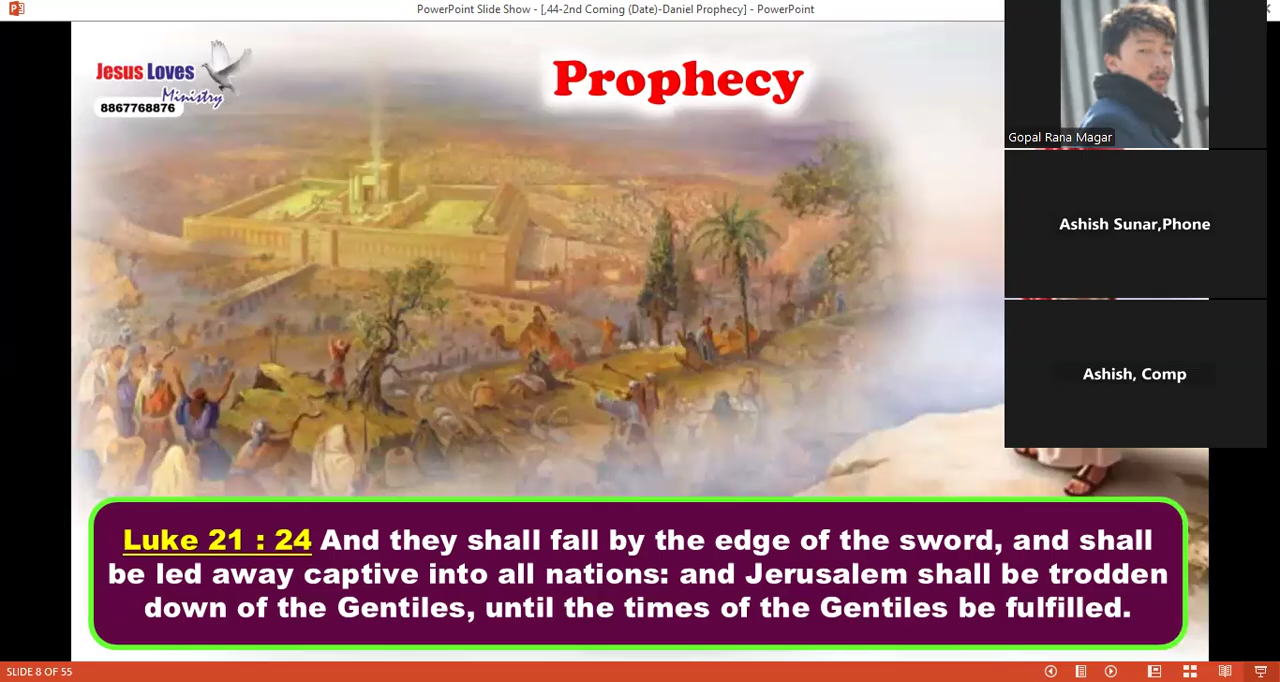 PowerPoint Slide Show - [,44-2nd Coming (Date)-Daniel Prophecy] - PowerPoint
Jesus Loves
Ministry
8867768876
Prophecy
Gopal Rana Magar
Ashish Sunar,Phone
Ashish, Comp
Luke 21 : 24 And they shall fall by the edge of the sword, and shall
be led away captive into all nations: and Jerusalem shall be trodden
down of the Gentiles, until the times of the Gentiles be fulfilled.
SLIDE 8 OF 55